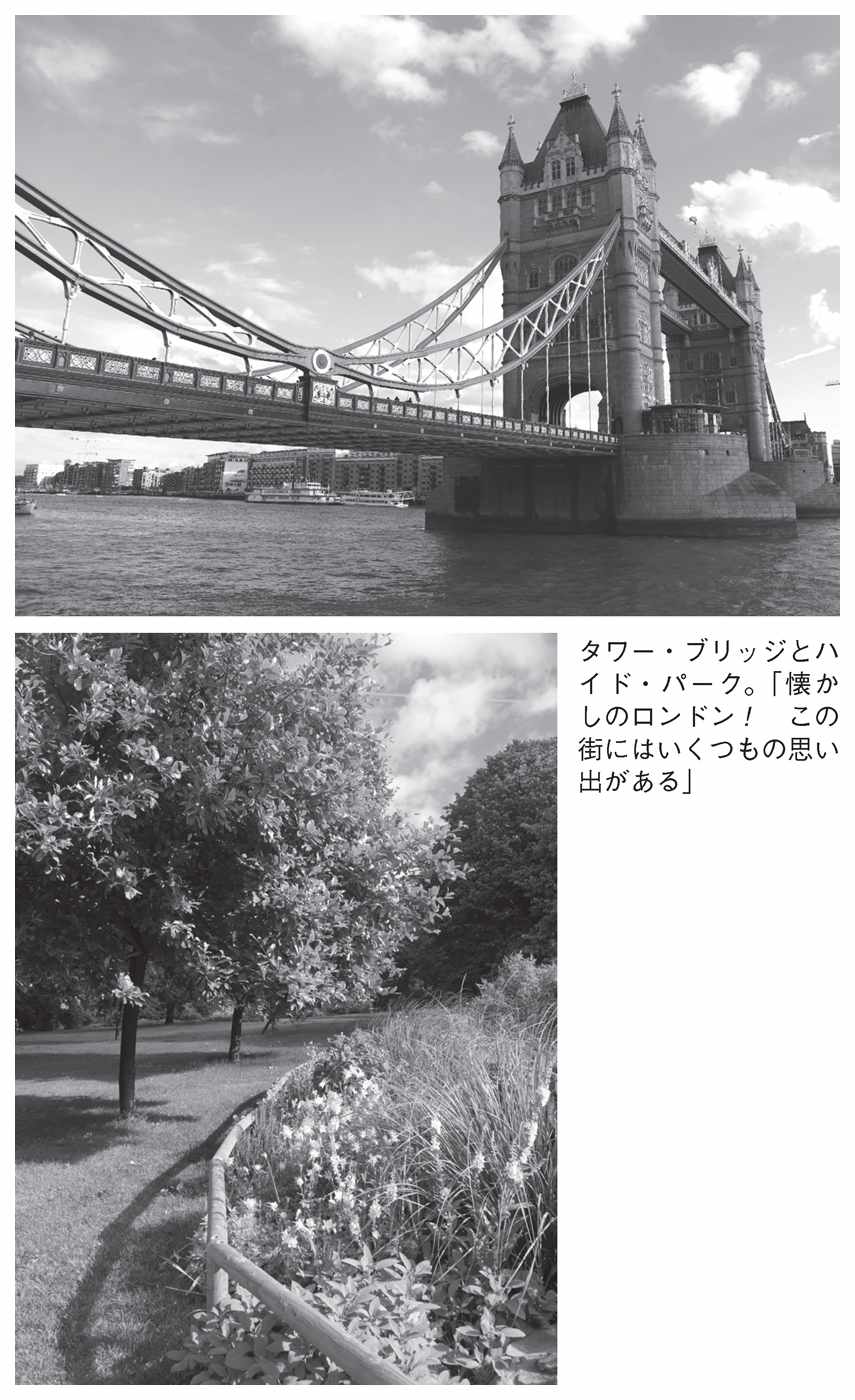 タワー・ブリッジとハ
イド・パーク。「懐か
しのロンドン！　この
街にはいくつもの思い
出がある」